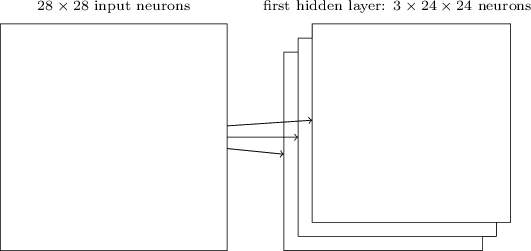 28 × 28 input neurons
first hidden layer: 3 × 24 × 24 neurons